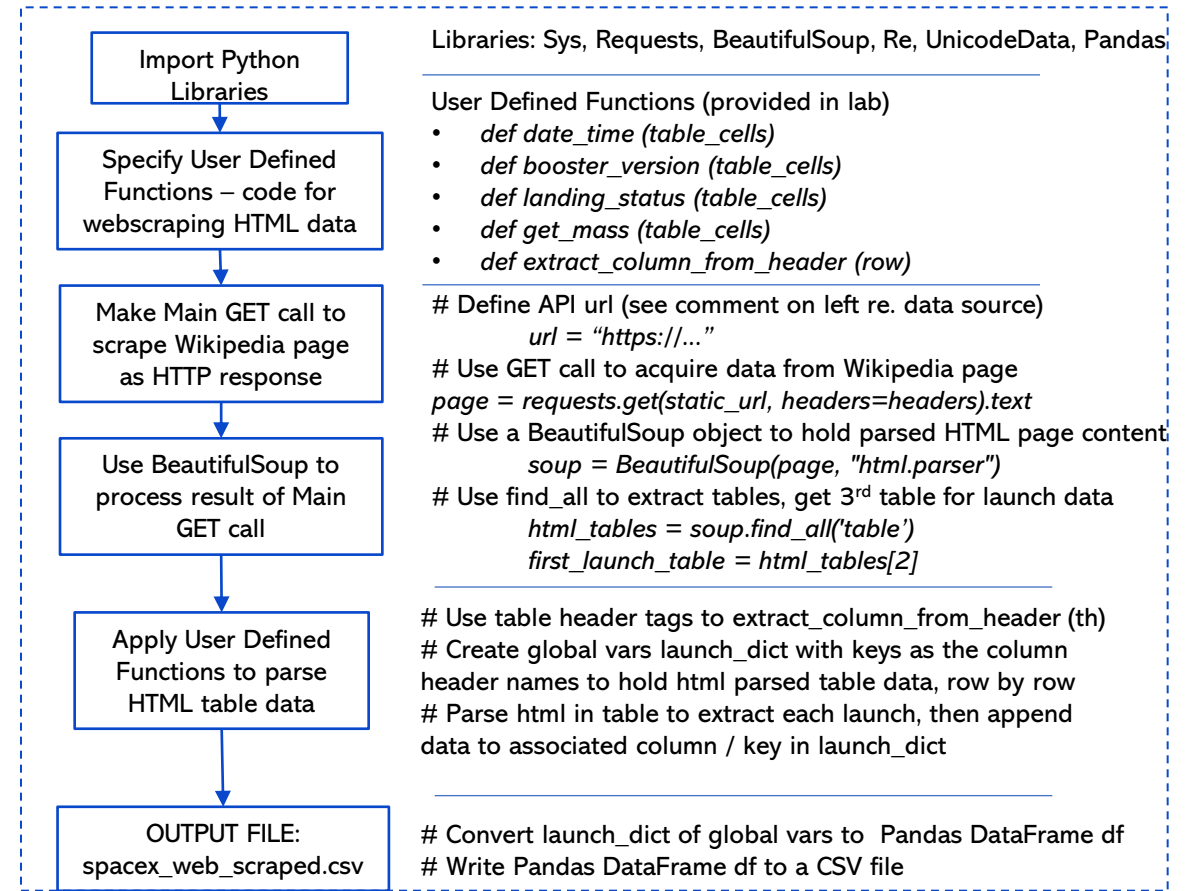 Import Python
Libraries
Libraries: Sys, Requests, BeautifulSoup, Re, UnicodeData, Pandas
Specify User Defined
Functions – code for
webscraping HTML data
User Defined Functions (provided in lab)
• def date_time (table_cells)
• def booster_version (table_cells)
• def landing_status (table_cells)
• def get_mass (table_cells)
• def extract_column_from_header (row)
Make Main GET call to
scrape Wikipedia page
as HTTP response
Use BeautifulSoup to
process result of Main
GET call
# Define API url (see comment on left re. data source)
url = “https://...”
# Use GET call to acquire data from Wikipedia page
page = requests.get(static_url, headers=headers).text
# Use a BeautifulSoup object to hold parsed HTML page content
soup = BeautifulSoup(page, "html.parser")
# Use find_all to extract tables, get 3rd table for launch data
html_tables = soup.find_all('table’)
first_launch_table = html_tables[2]
Apply User Defined
Functions to parse
HTML table data
# Use table header tags to extract_column_from_header (th)
# Create global vars launch_dict with keys as the column
header names to hold html parsed table data, row by row
# Parse html in table to extract each launch, then append
data to associated column / key in launch_dict
OUTPUT FILE:
spacex_web_scraped.csv
# Convert launch_dict of global vars to Pandas DataFrame df
# Write Pandas DataFrame df to a CSV file